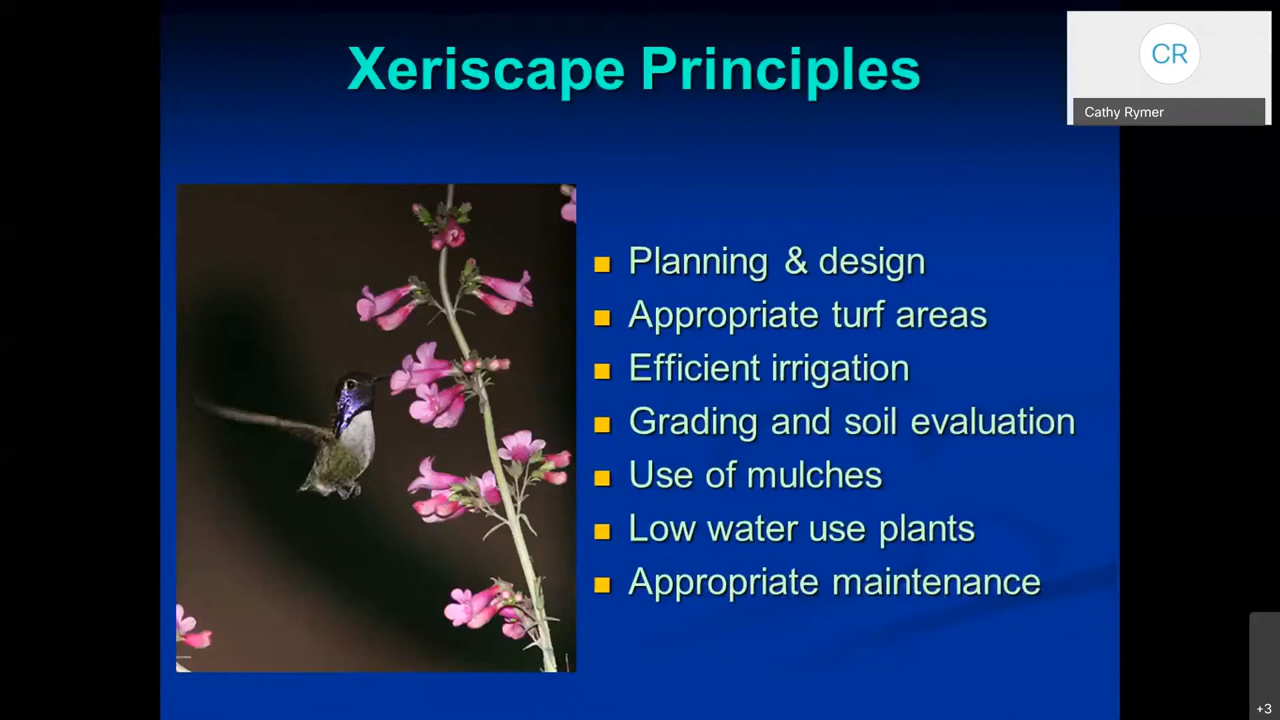 Xeriscape Principles
CR
Cathy Rymer
Planning & design
Appropriate turf areas
Efficient irrigation
Grading and soil evaluation
Use of mulches
Low water use plants
Appropriate maintenance
+3